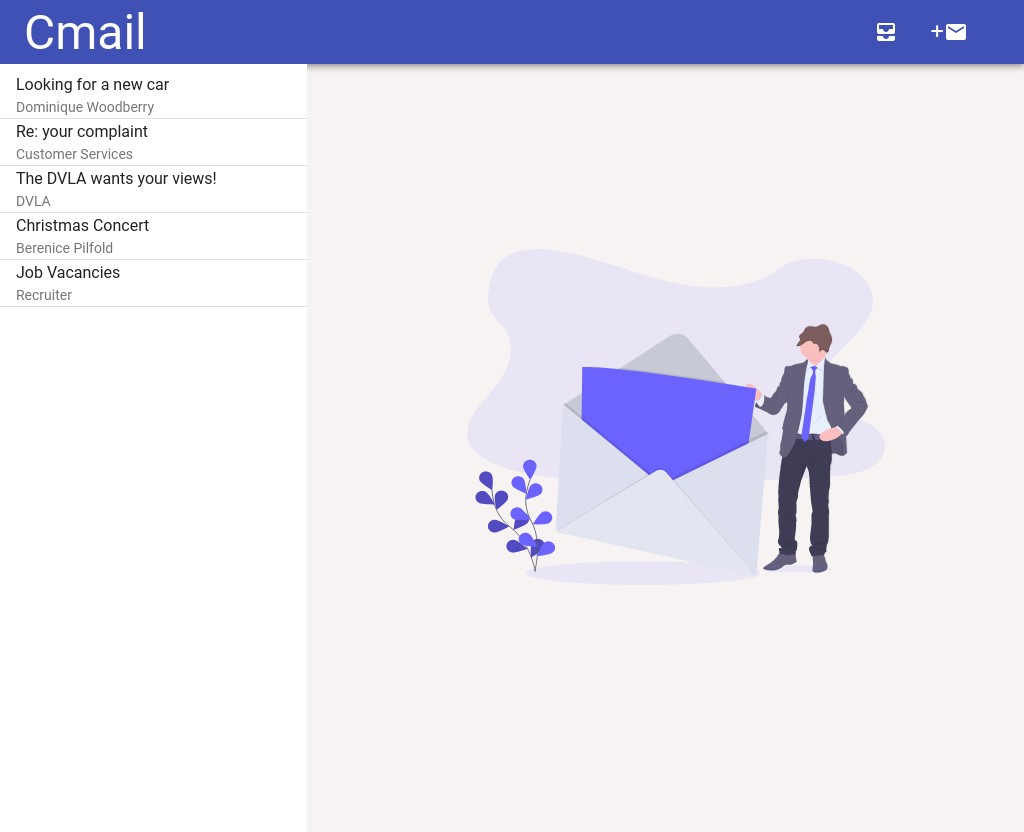 Cmail
+
Looking for a new car
Dominique Woodberry
Re: your complaint
Customer Services
The DVLA wants your views!
DVLA
Christmas Concert
Berenice Pilfold
Job Vacancies
Recruiter